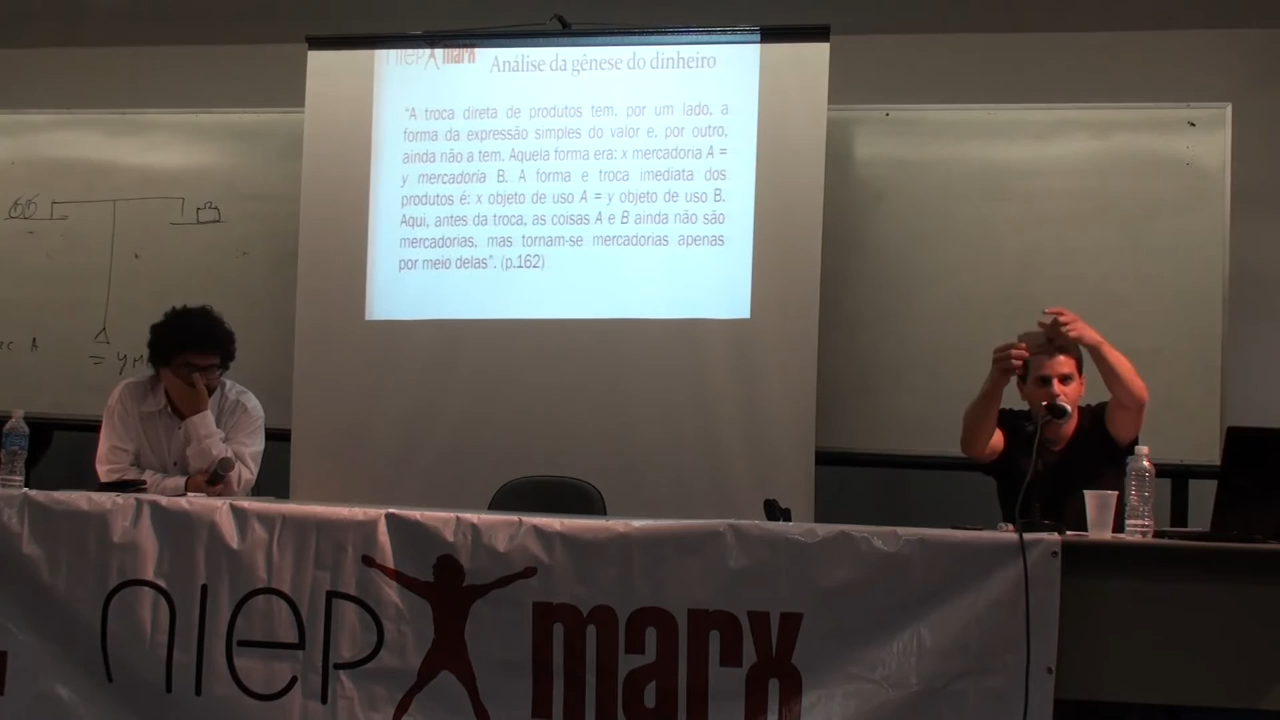 NIEP marx
Análise da gênese do dinheiro
“A troca direta de produtos tem, por um lado, a
forma da expressão simples do valor e, por outro,
ainda não a tem. Aquela forma era: x mercadoria A =
y mercadoria B. A forma e troca imediata dos
produtos é: x objeto de uso A = y objeto de uso B.
Aqui, antes da troca, as coisas A e B ainda não são
mercadorias, mas tornam-se mercadorias apenas
por meio delas”. (p.162)
A
= y M
NIEP marx